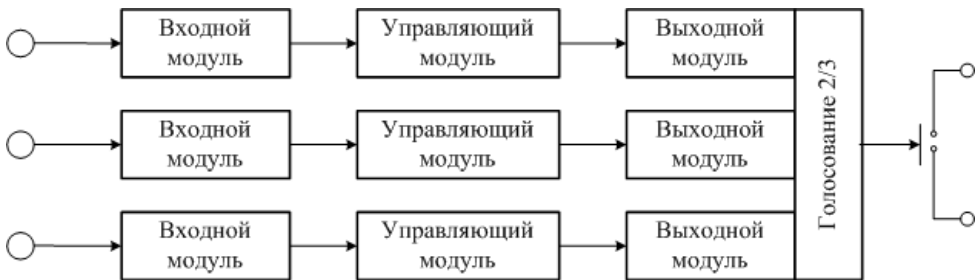 Входной
модуль
Управляющий
модуль
Выходной
модуль
Входной
модуль
Управляющий
модуль
Выходной
модуль
Входной
модуль
Управляющий
модуль
Выходной
модуль
Голосование 2/3